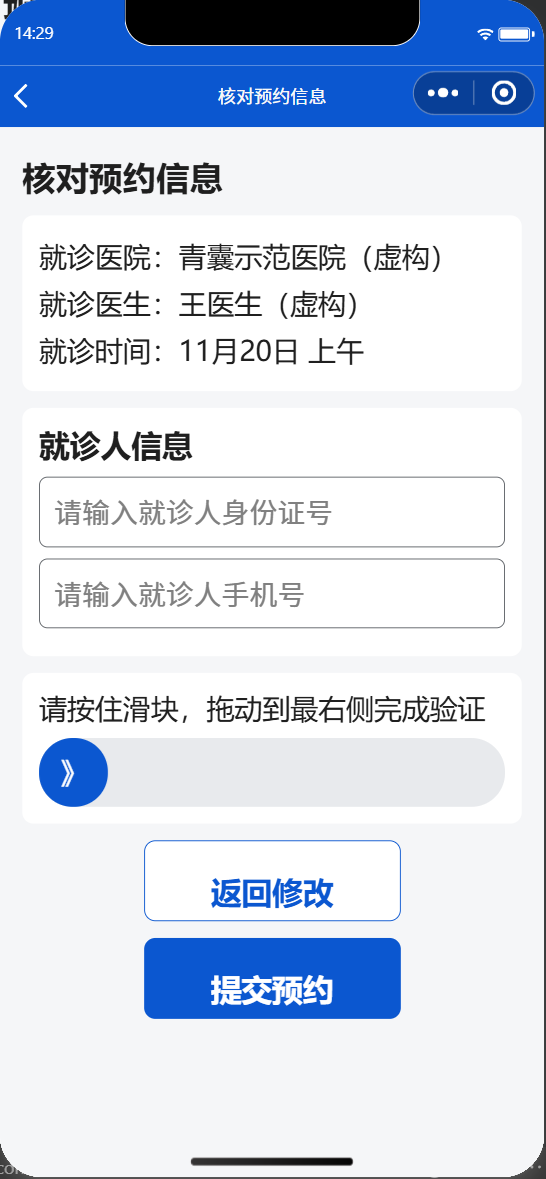 14:29
核对预约信息
核对预约信息
就诊医院：青囊示范医院（虚构）
就诊医生：王医生（虚构）
就诊时间：11月20日 上午
就诊人信息
请输入就诊人身份证号
请输入就诊人手机号
请按住滑块，拖动到最右侧完成验证
》
返回修改
提交预约